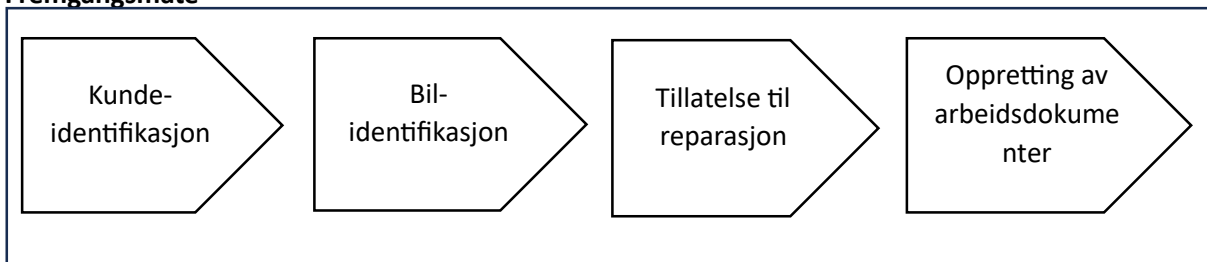 Fremgangsmåte
Kunde-
identifikasjon
Bil-
identifikasjon
Tillatelse til
reparasjon
Oppretting av
arbeidsdokume
nter